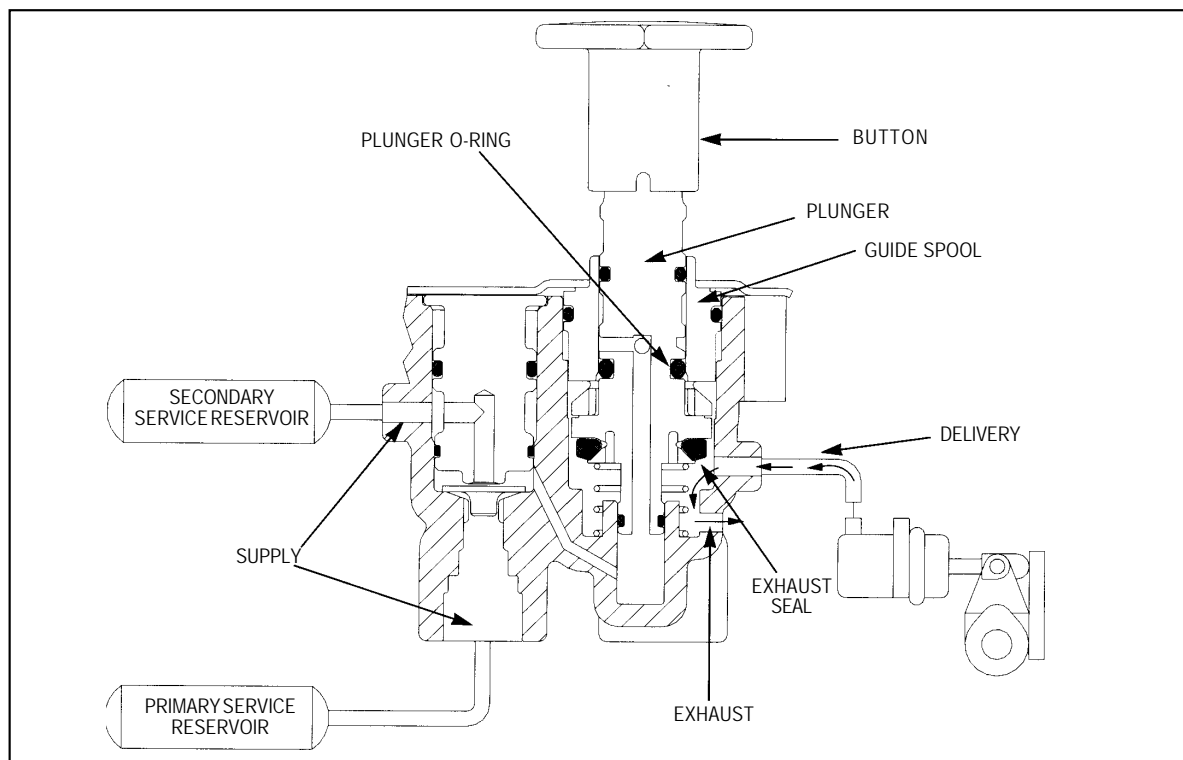 PLUNGER O-RING
BUTTON
PLUNGER
GUIDE SPOOL
SECONDARY
SERVICE RESERVOIR
DELIVERY
SUPPLY
EXHAUST
SEAL
PRIMARY SERVICE
RESERVOIR
EXHAUST